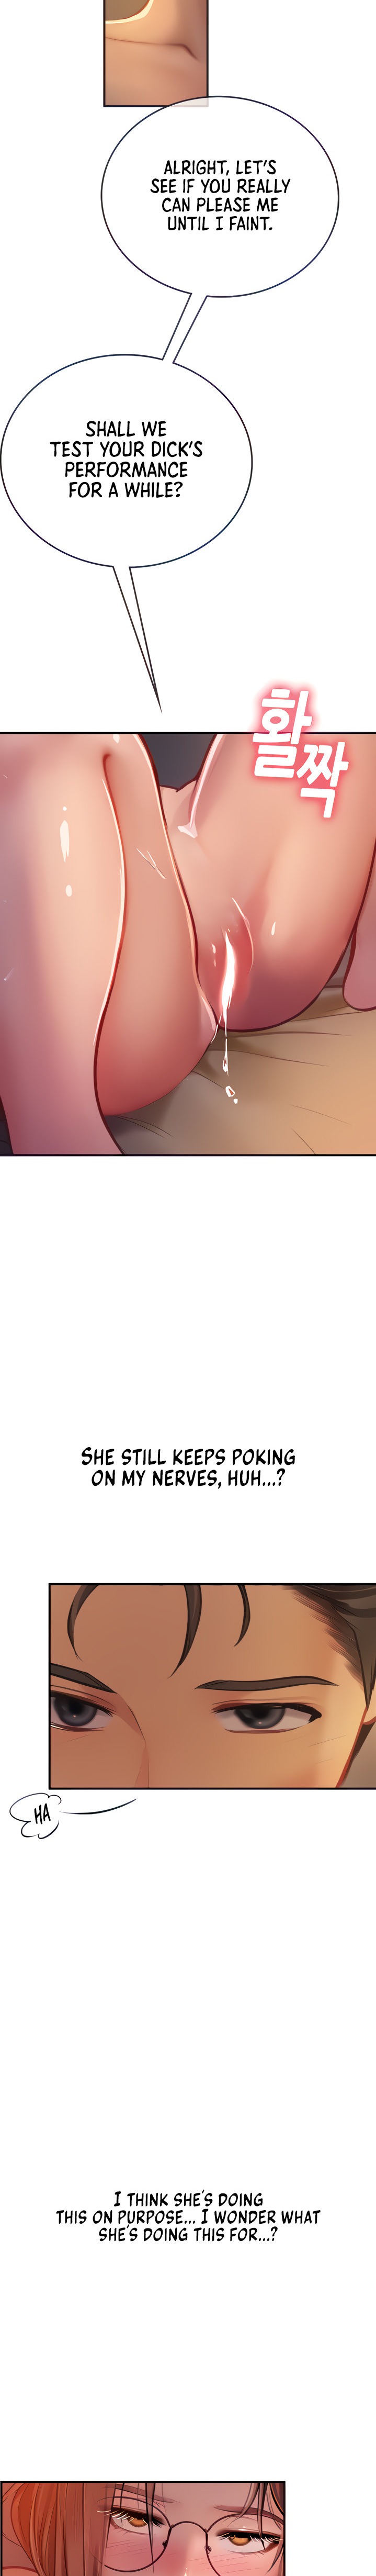 ALRIGHT, LET'S
SEE IF YOU REALLY
CAN PLEASE ME
UNTIL I FAINT.
SHALL WE
TEST YOUR DICK'S
PERFORMANCE
FOR A WHILE?
활짝
SHE STILL KEEPS POKING
ON MY NERVES, HUH...?
HA
I THINK SHE'S DOING
THIS ON PURPOSE... I WONDER WHAT
SHE'S DOING THIS FOR...?